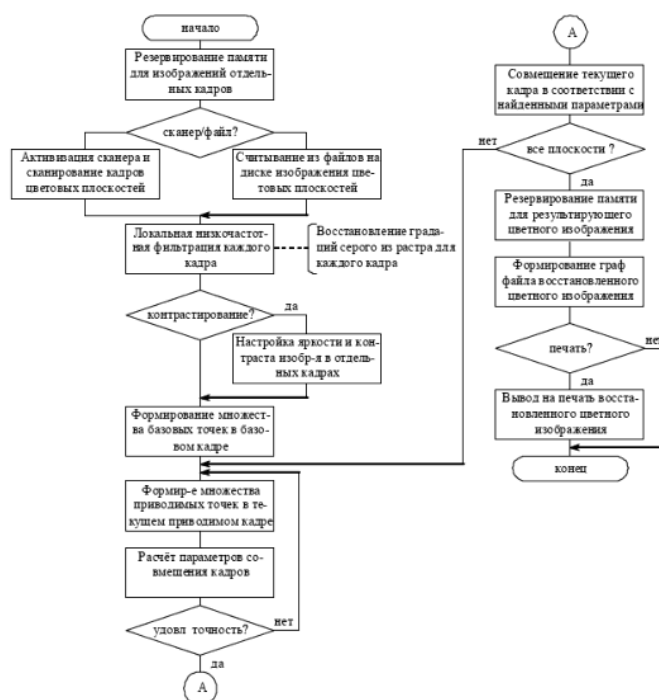 начало
Резервирование памяти
для изображений отдель-
ных кадров
сканер/файл?
Активизация сканера и
сканирование кадров
цветовых плоскостей
Считывание из файлов на
диске изображения цве-
товых плоскостей
Локальная низкочастот-
ная фильтрация каждого
кадра
Восстановление града-
ций серого из растра для
каждого кадра
контрастирование?
да
Настройка яркости и кон-
траста изобр-я в отдель-
ных кадрах
Формирование множест-
ва базовых точек в базо-
вом кадре
Формир-е множества
приводимых точек в те-
кущем приводимом кадре
Расчёт параметров со-
вмешения кадров
удовл точность?
нет
да
А
А
Совмешение текущего
кадра в соответствии с
найденными параметрами
нет
все плоскости ?
да
Резервирование памяти
для результирующего
цветного изображения
Формирование граф
файла восстановленного
цветного изображения
печать?
нет
да
Вывод на печать восста-
новленного цветного
изображения
конец